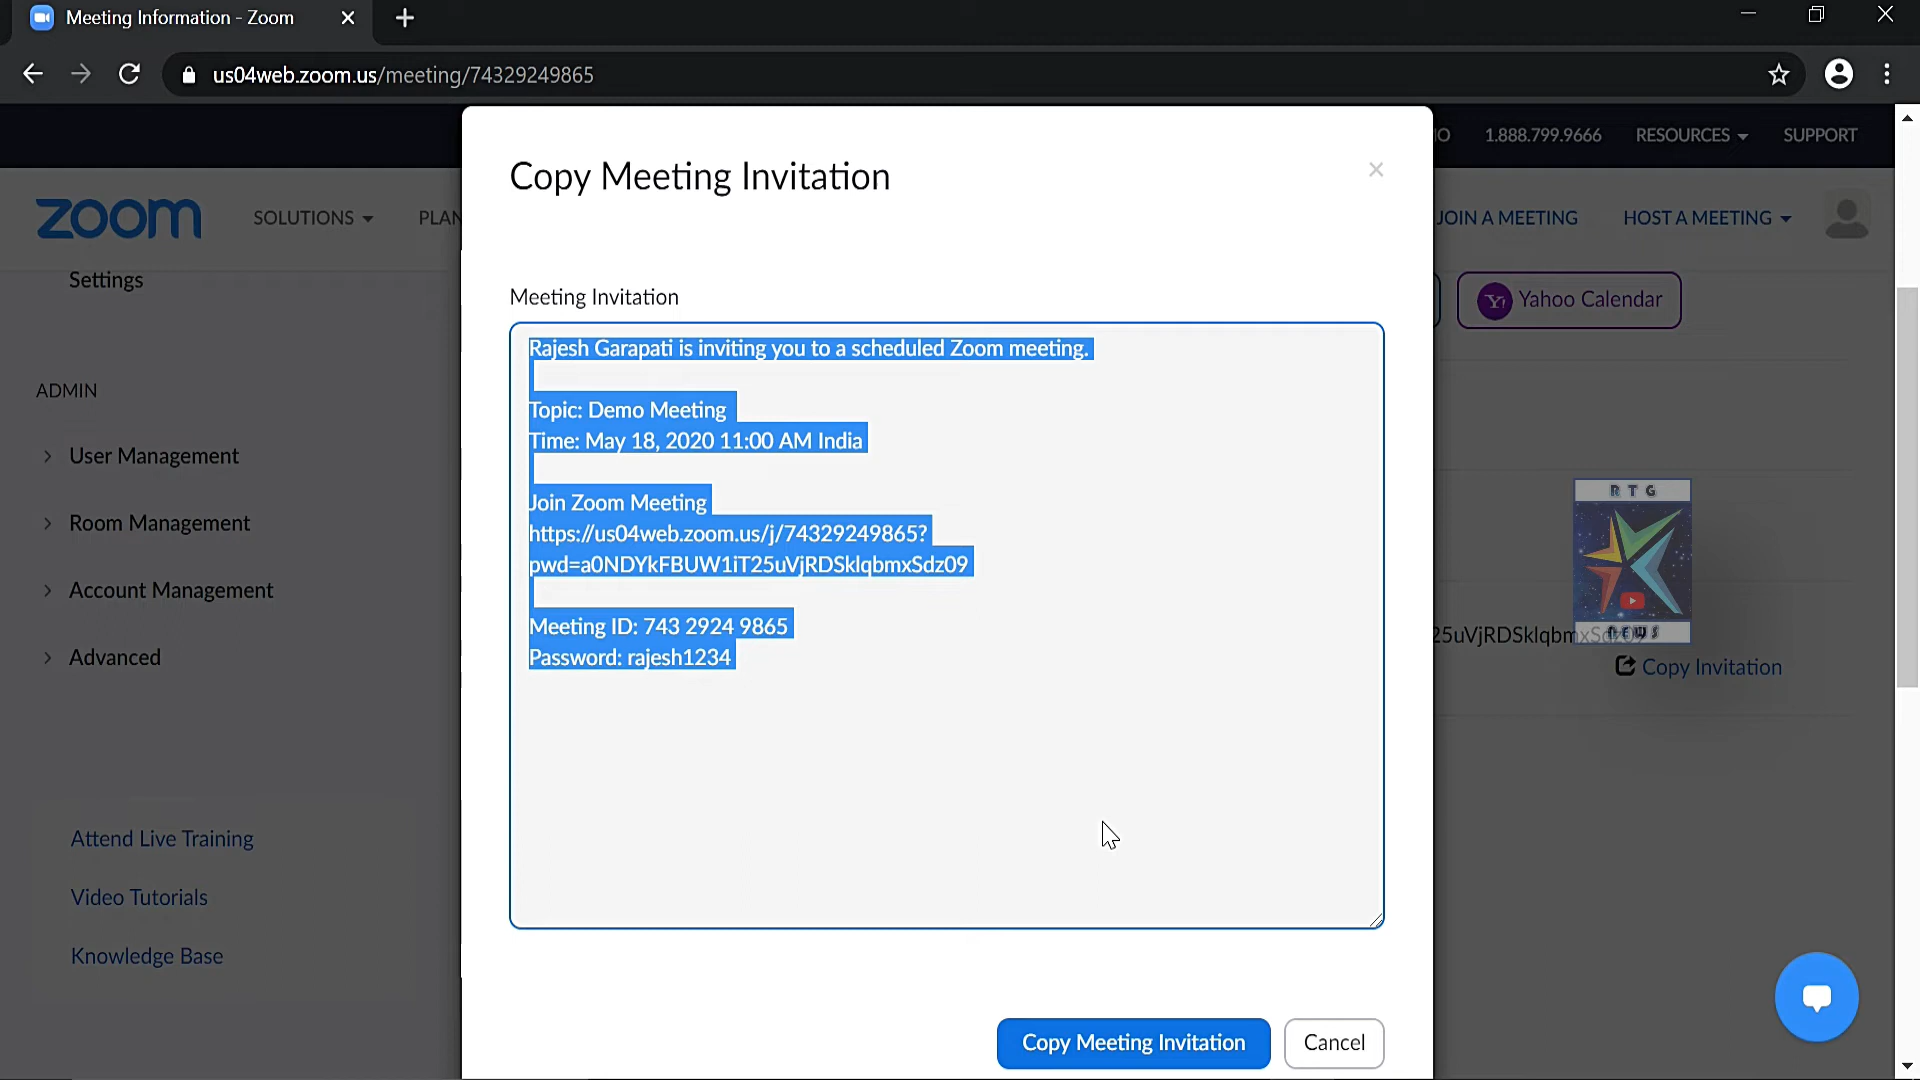 Meeting Information - Zoom
us04web.zoom.us/meeting/74329249865
1.888.799.9666 RESOURCES SUPPORT
zoom SOLUTIONS PLAN JOIN A MEETING HOST A MEETING
Settings
ADMIN
User Management
Room Management
Account Management
Advanced
Attend Live Training
Video Tutorials
Knowledge Base
Copy Meeting Invitation
Meeting Invitation
Rajesh Garapati is inviting you to a scheduled Zoom meeting.
Topic: Demo Meeting
Time: May 18, 2020 11:00 AM India
Join Zoom Meeting
https://us04web.zoom.us/j/74329249865?
pwd=a0NDYkFBUW1iT25uVjRDSklqbmxSdz09
Meeting ID: 743 2924 9865
Password: rajesh1234
Copy Meeting Invitation Cancel
Yahoo Calendar
RTG
NEWS
25uVjRDSklqbmxSdz09
Copy Invitation